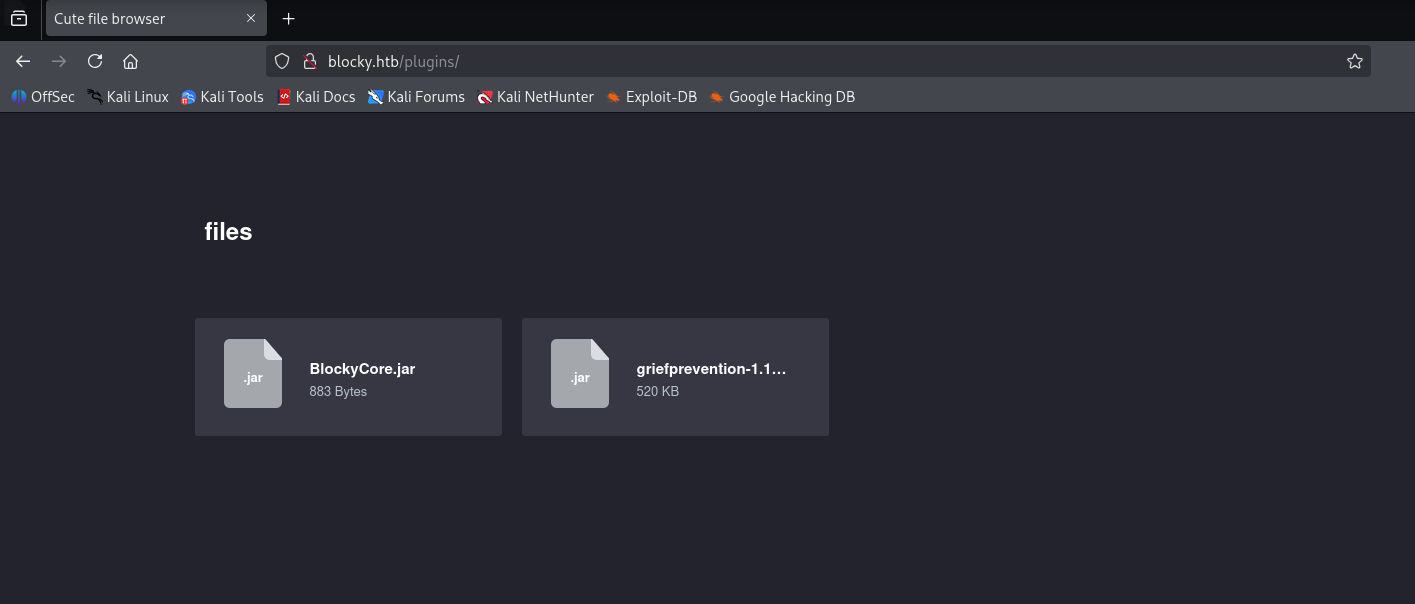 Cute file browser
blocky.htb/plugins/
OffSec Kali Linux Kali Tools Kali Docs Kali Forums Kali NetHunter Exploit-DB Google Hacking DB
files
.jar
BlockyCore.jar
883 Bytes
.jar
griefprevention-1.1...
520 KB